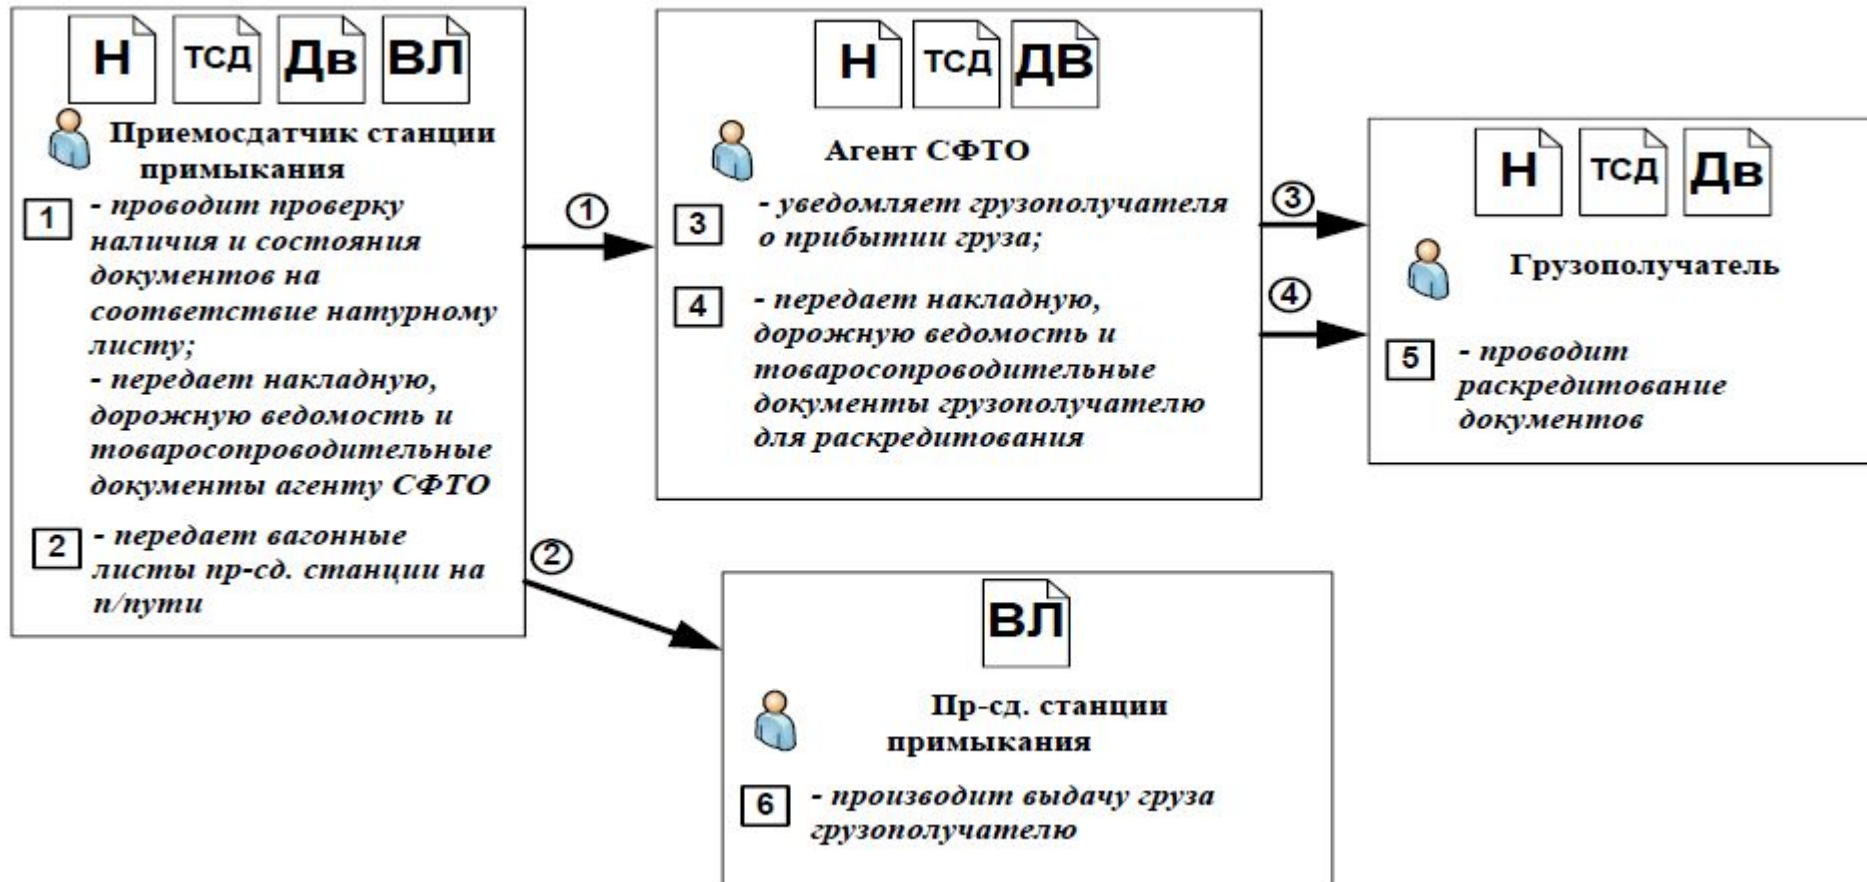 Н ТСД Дв ВЛ
Приемосдатчик станции
примыкания
1 - проводит проверку
наличия и состояния
документов на
соответствие натурному
листу;
- передает накладную,
дорожную ведомость и
товаросопроводительные
документы агенту СФТО
2 - передает вагонные
листы пр-сд. станции на
п/пути
1
2
Н ТСД ДВ
Агент СФТО
3 - уведомляет грузополучателя
о прибытии груза;
4 - передает накладную,
дорожную ведомость и
товаросопроводительные
документы грузополучателю
для раскредитования
3
4
Н ТСД Дв
Грузополучатель
5 - проводит
раскредитование
документов
ВЛ
Пр-сд. станции
примыкания
6 - производит выдачу груза
грузополучателю